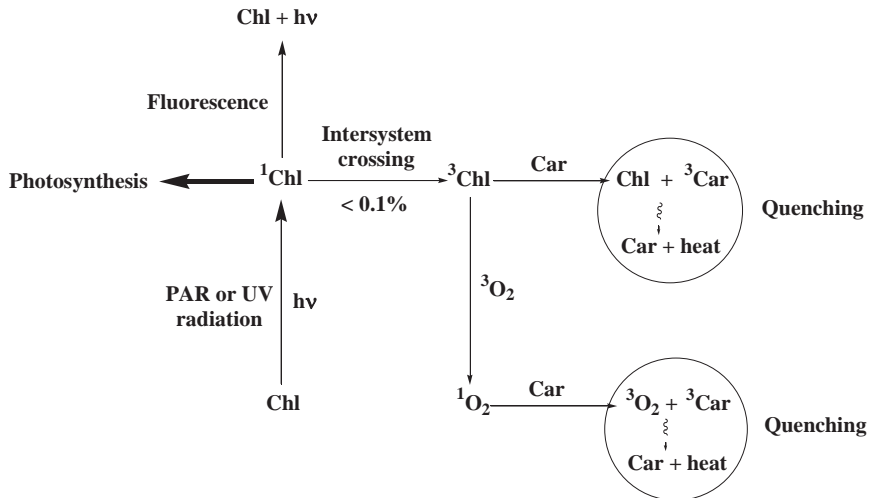 Chl + hν
Fluorescence
Intersystem
crossing
Photosynthesis
¹Chl
³Chl
Car
Chl + ³Car
Quenching
< 0.1%
Car + heat
PAR or UV
radiation
hν
³O₂
Chl
¹O₂
Car
³O₂ + ³Car
Quenching
Car + heat